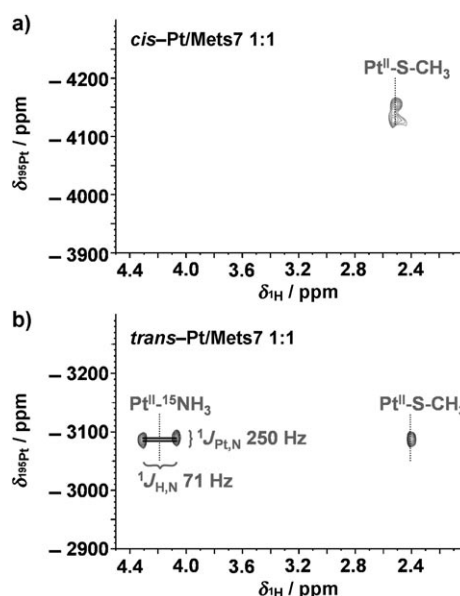 a)
cis–Pt/Mets7 1:1
Ptᴵᴵ-S-CH₃
– 4200
– 4100
– 4000
– 3900
δ¹⁹⁵Pt / ppm
4.4 4.0 3.6 3.2 2.8 2.4
δ¹H / ppm
b)
trans–Pt/Mets7 1:1
– 3200
Ptᴵᴵ-¹⁵NH₃
Ptᴵᴵ-S-CH₃
– 3100
}¹J Pt,N 250 Hz
¹J H,N 71 Hz
– 3000
– 2900
δ¹⁹⁵Pt / ppm
4.4 4.0 3.6 3.2 2.8 2.4
δ¹H / ppm